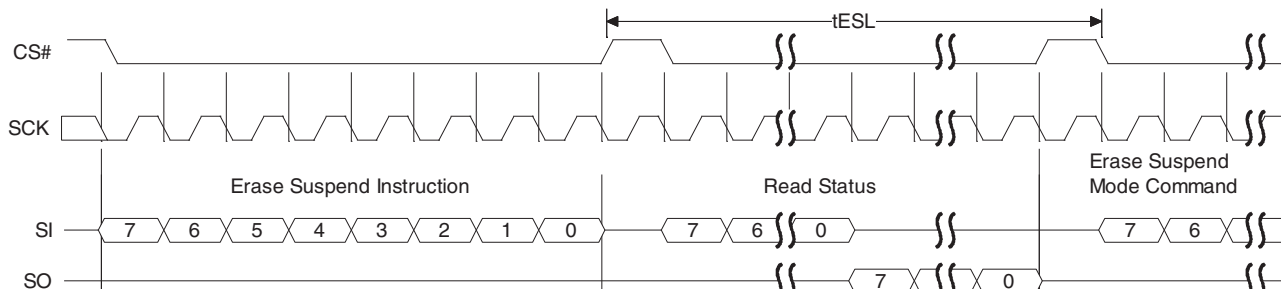 tESL
CS#
SCK
Erase Suspend Instruction
Read Status
Erase Suspend
Mode Command
SI 7 6 5 4 3 2 1 0 7 6 0 7 6
SO 7 0